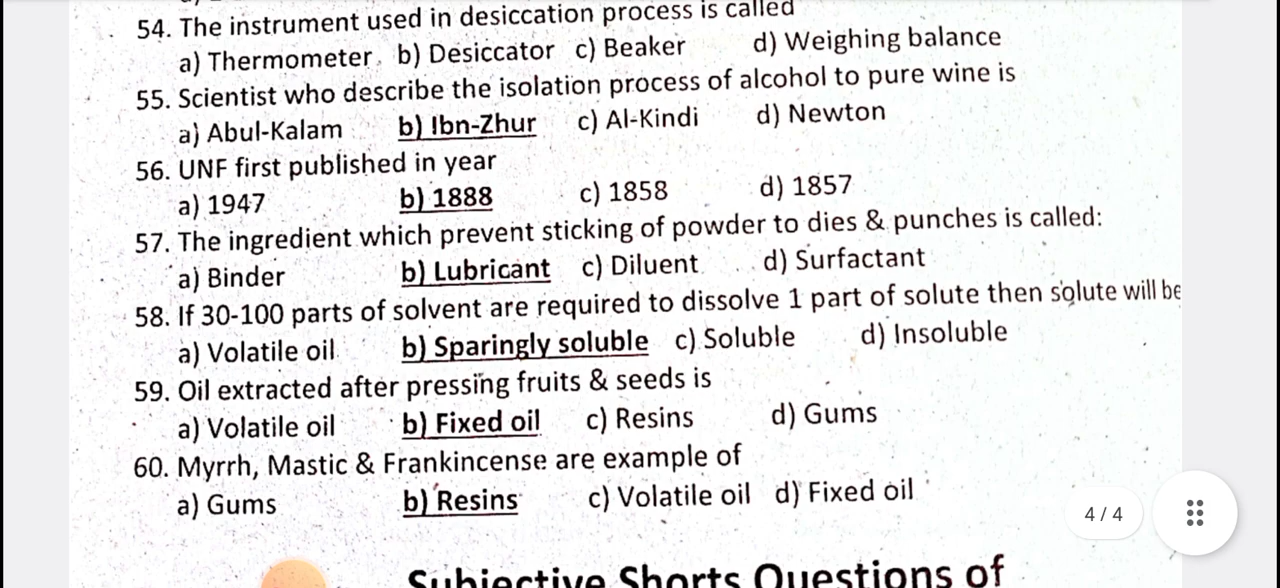 54. The instrument used in desiccation process is called
a) Thermometer b) Desiccator c) Beaker d) Weighing balance
55. Scientist who describe the isolation process of alcohol to pure wine is
a) Abul-Kalam b) Ibn-Zhur c) Al-Kindi d) Newton
56. UNF first published in year
a) 1947 b) 1888 c) 1858 d) 1857
57. The ingredient which prevent sticking of powder to dies & punches is called:
a) Binder b) Lubricant c) Diluent d) Surfactant
58. If 30-100 parts of solvent are required to dissolve 1 part of solute then solute will be
a) Volatile oil b) Sparingly soluble c) Soluble d) Insoluble
59. Oil extracted after pressing fruits & seeds is
a) Volatile oil b) Fixed oil c) Resins d) Gums
60. Myrrh, Mastic & Frankincense are example of
a) Gums b) Resins c) Volatile oil d) Fixed oil
4 / 4
Subjective Shorts Questions of